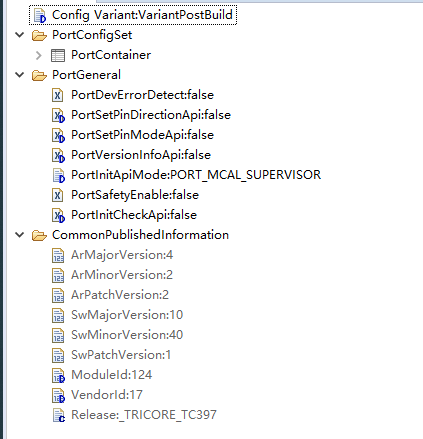 Config Variant:VariantPostBuild
PortConfigSet
PortContainer
PortGeneral
PortDevErrorDetect:false
PortSetPinDirectionApi:false
PortSetPinModeApi:false
PortVersionInfoApi:false
PortInitApiMode:PORT_MCAL_SUPERVISOR
PortSafetyEnable:false
PortInitCheckApi:false
CommonPublishedInformation
ArMajorVersion:4
ArMinorVersion:2
ArPatchVersion:2
SwMajorVersion:10
SwMinorVersion:40
SwPatchVersion:1
ModuleId:124
VendorId:17
Release:_TRICORE_TC397